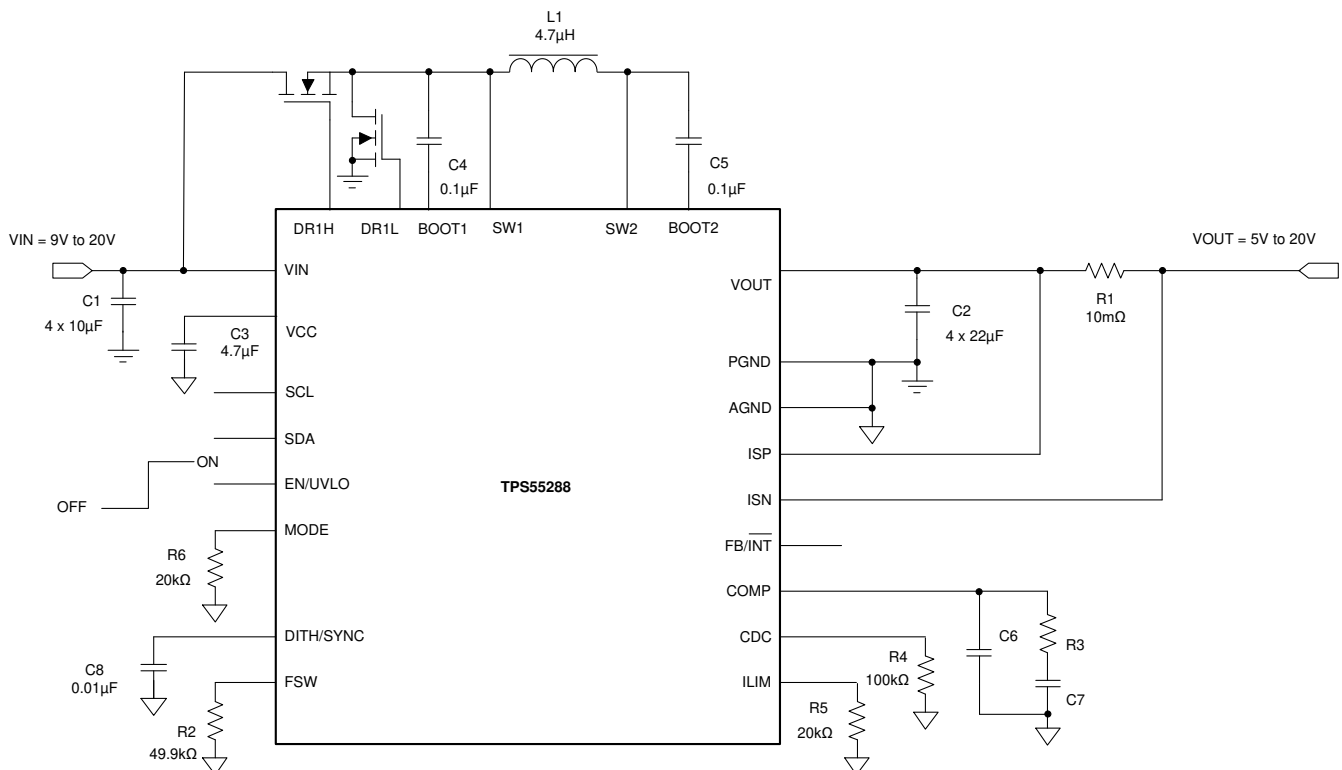 L1
4.7µH
C4
0.1µF
C5
0.1µF
DR1H
DR1L
BOOT1
SW1
SW2
BOOT2
VIN = 9V to 20V
VOUT = 5V to 20V
VIN
VOUT
C1
4 x 10µF
C2
4 x 22µF
R1
10mΩ
C3
4.7µF
VCC
PGND
SCL
AGND
SDA
ISP
ON
OFF
EN/UVLO
TPS55288
ISN
MODE
FB/INT
R6
20kΩ
COMP
DITH/SYNC
CDC
C6
R3
C8
0.01µF
FSW
ILIM
R4
100kΩ
C7
R2
49.9kΩ
R5
20kΩ